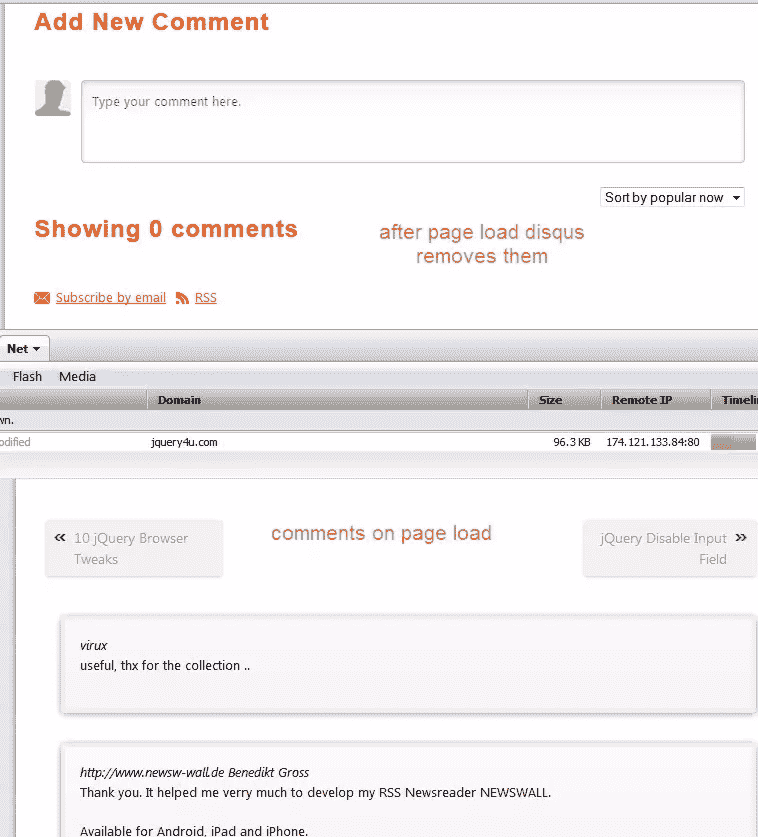 Add New Comment
Type your comment here.
Sort by popular now
Showing 0 comments
after page load disqus
removes them
Subscribe by email RSS
Net
Flash Media
Domain Size Remote IP
jquery4u.com 96.3 KB 174.121.133.84:80
« 10 jQuery Browser
Tweaks
comments on page load
jQuery Disable Input »
Field
virux
useful, thx for the collection ..
http://www.newsw-wall.de Benedikt Gross
Thank you. It helped me verry much to develop my RSS Newsreader NEWSWALL.
Available for Android, iPad and iPhone.